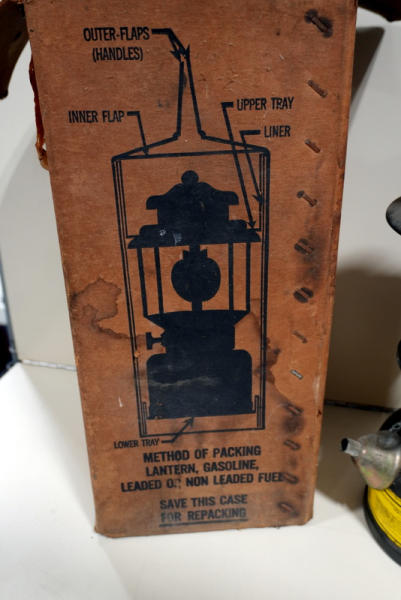 OUTER-FLAPS
(HANDLES)
INNER FLAP
UPPER TRAY
LINER
LOWER TRAY
METHOD OF PACKING
LANTERN, GASOLINE,
LEADED OR NON LEADED FUEL
SAVE THIS CASE
FOR REPACKING